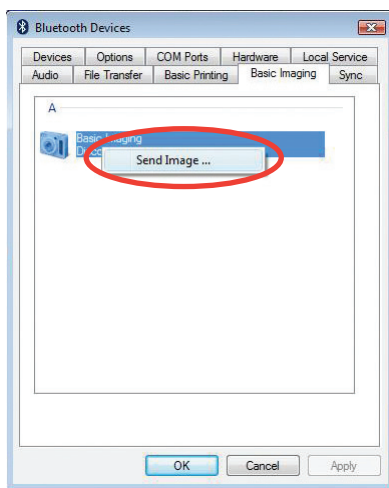 Bluetooth Devices
Devices Options COM Ports Hardware Local Service
Audio File Transfer Basic Printing Basic Imaging Sync
A
Basic Imaging
Send Image ...
OK Cancel Apply